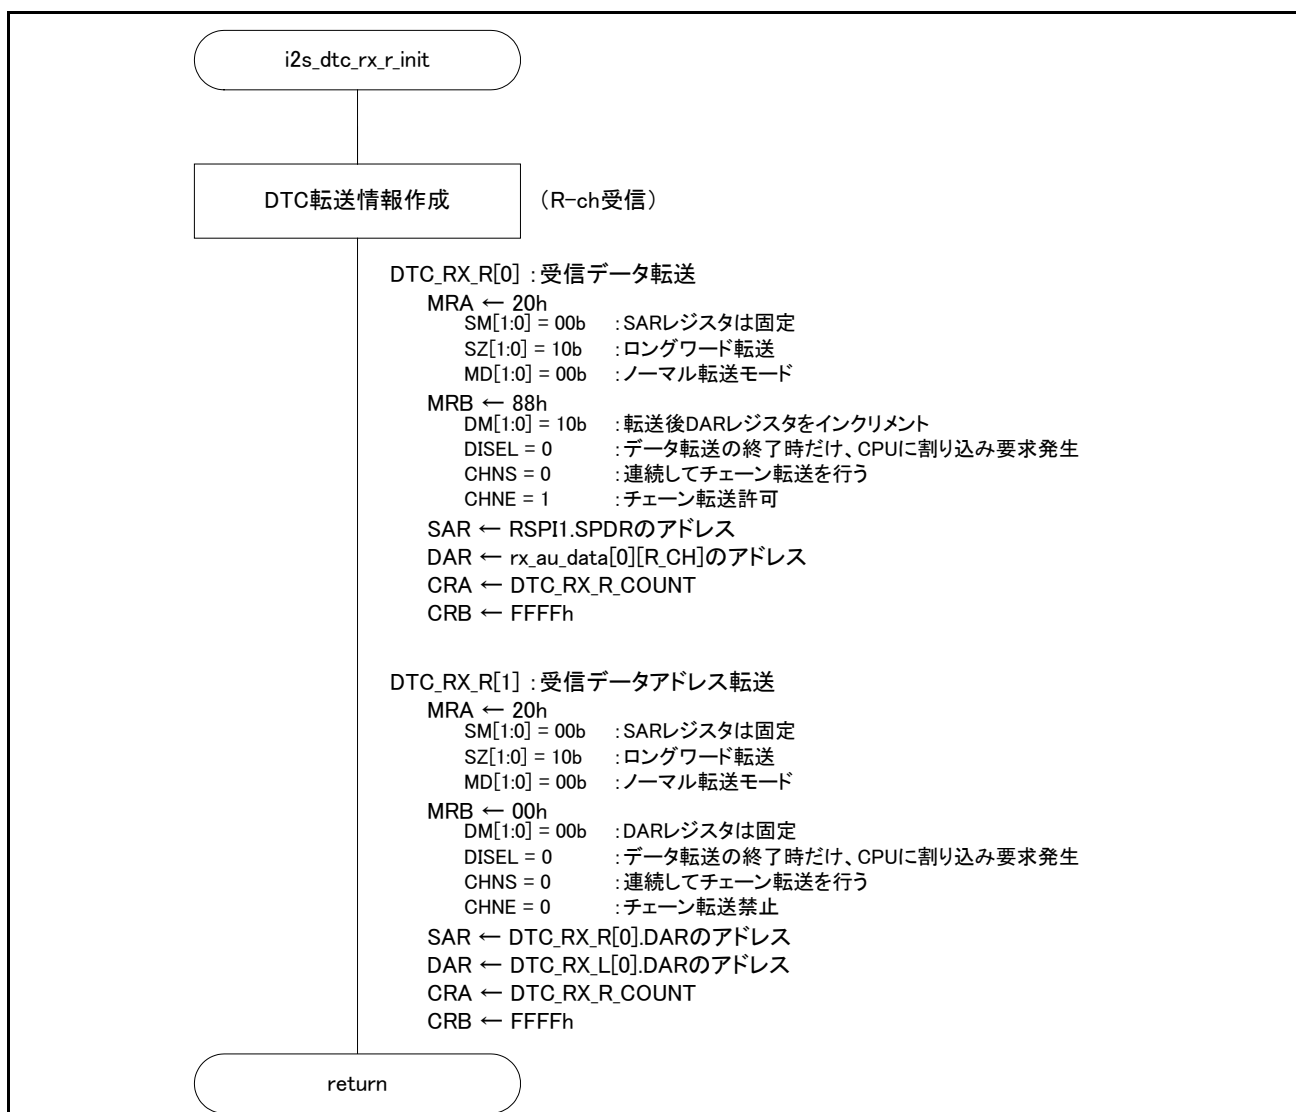 i2s_dtc_rx_r_init
DTC転送情報作成 (R-ch受信)
DTC_RX_R[0] : 受信データ転送
MRA ← 20h
SM[1:0] = 00b : SARレジスタは固定
SZ[1:0] = 10b : ロングワード転送
MD[1:0] = 00b : ノーマル転送モード
MRB ← 88h
DM[1:0] = 10b : 転送後DARレジスタをインクリメント
DISEL = 0 : データ転送の終了時だけ、CPUに割り込み要求発生
CHNS = 0 : 連続してチェーン転送を行う
CHNE = 1 : チェーン転送許可
SAR ← RSPI1.SPDRのアドレス
DAR ← rx_au_data[0][R_CH]のアドレス
CRA ← DTC_RX_R_COUNT
CRB ← FFFFh
DTC_RX_R[1] : 受信データアドレス転送
MRA ← 20h
SM[1:0] = 00b : SARレジスタは固定
SZ[1:0] = 10b : ロングワード転送
MD[1:0] = 00b : ノーマル転送モード
MRB ← 00h
DM[1:0] = 00b : DARレジスタは固定
DISEL = 0 : データ転送の終了時だけ、CPUに割り込み要求発生
CHNS = 0 : 連続してチェーン転送を行う
CHNE = 0 : チェーン転送禁止
SAR ← DTC_RX_R[0].DARのアドレス
DAR ← DTC_RX_L[0].DARのアドレス
CRA ← DTC_RX_R_COUNT
CRB ← FFFFh
return